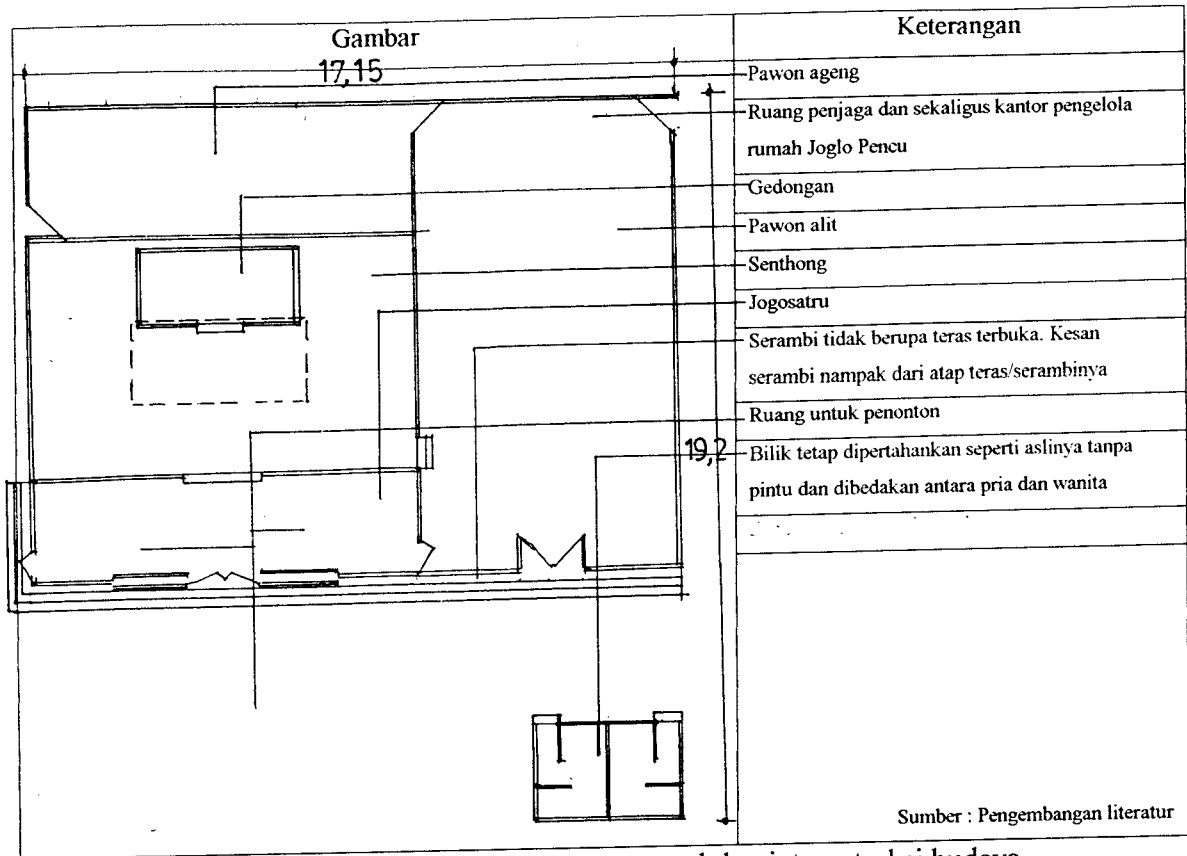 Gambar
Keterangan
17,15
Pawon ageng
Ruang penjaga dan sekaligus kantor pengelola
rumah Joglo Pencu
Gedongan
Pawon alit
Senthong
Jogosatru
Serambi tidak berupa teras terbuka. Kesan
serambi nampak dari atap teras/serambinya
Ruang untuk penonton
19,2
Bilik tetap dipertahankan seperti aslinya tanpa
pintu dan dibedakan antara pria dan wanita
Sumber : Pengembangan literatur